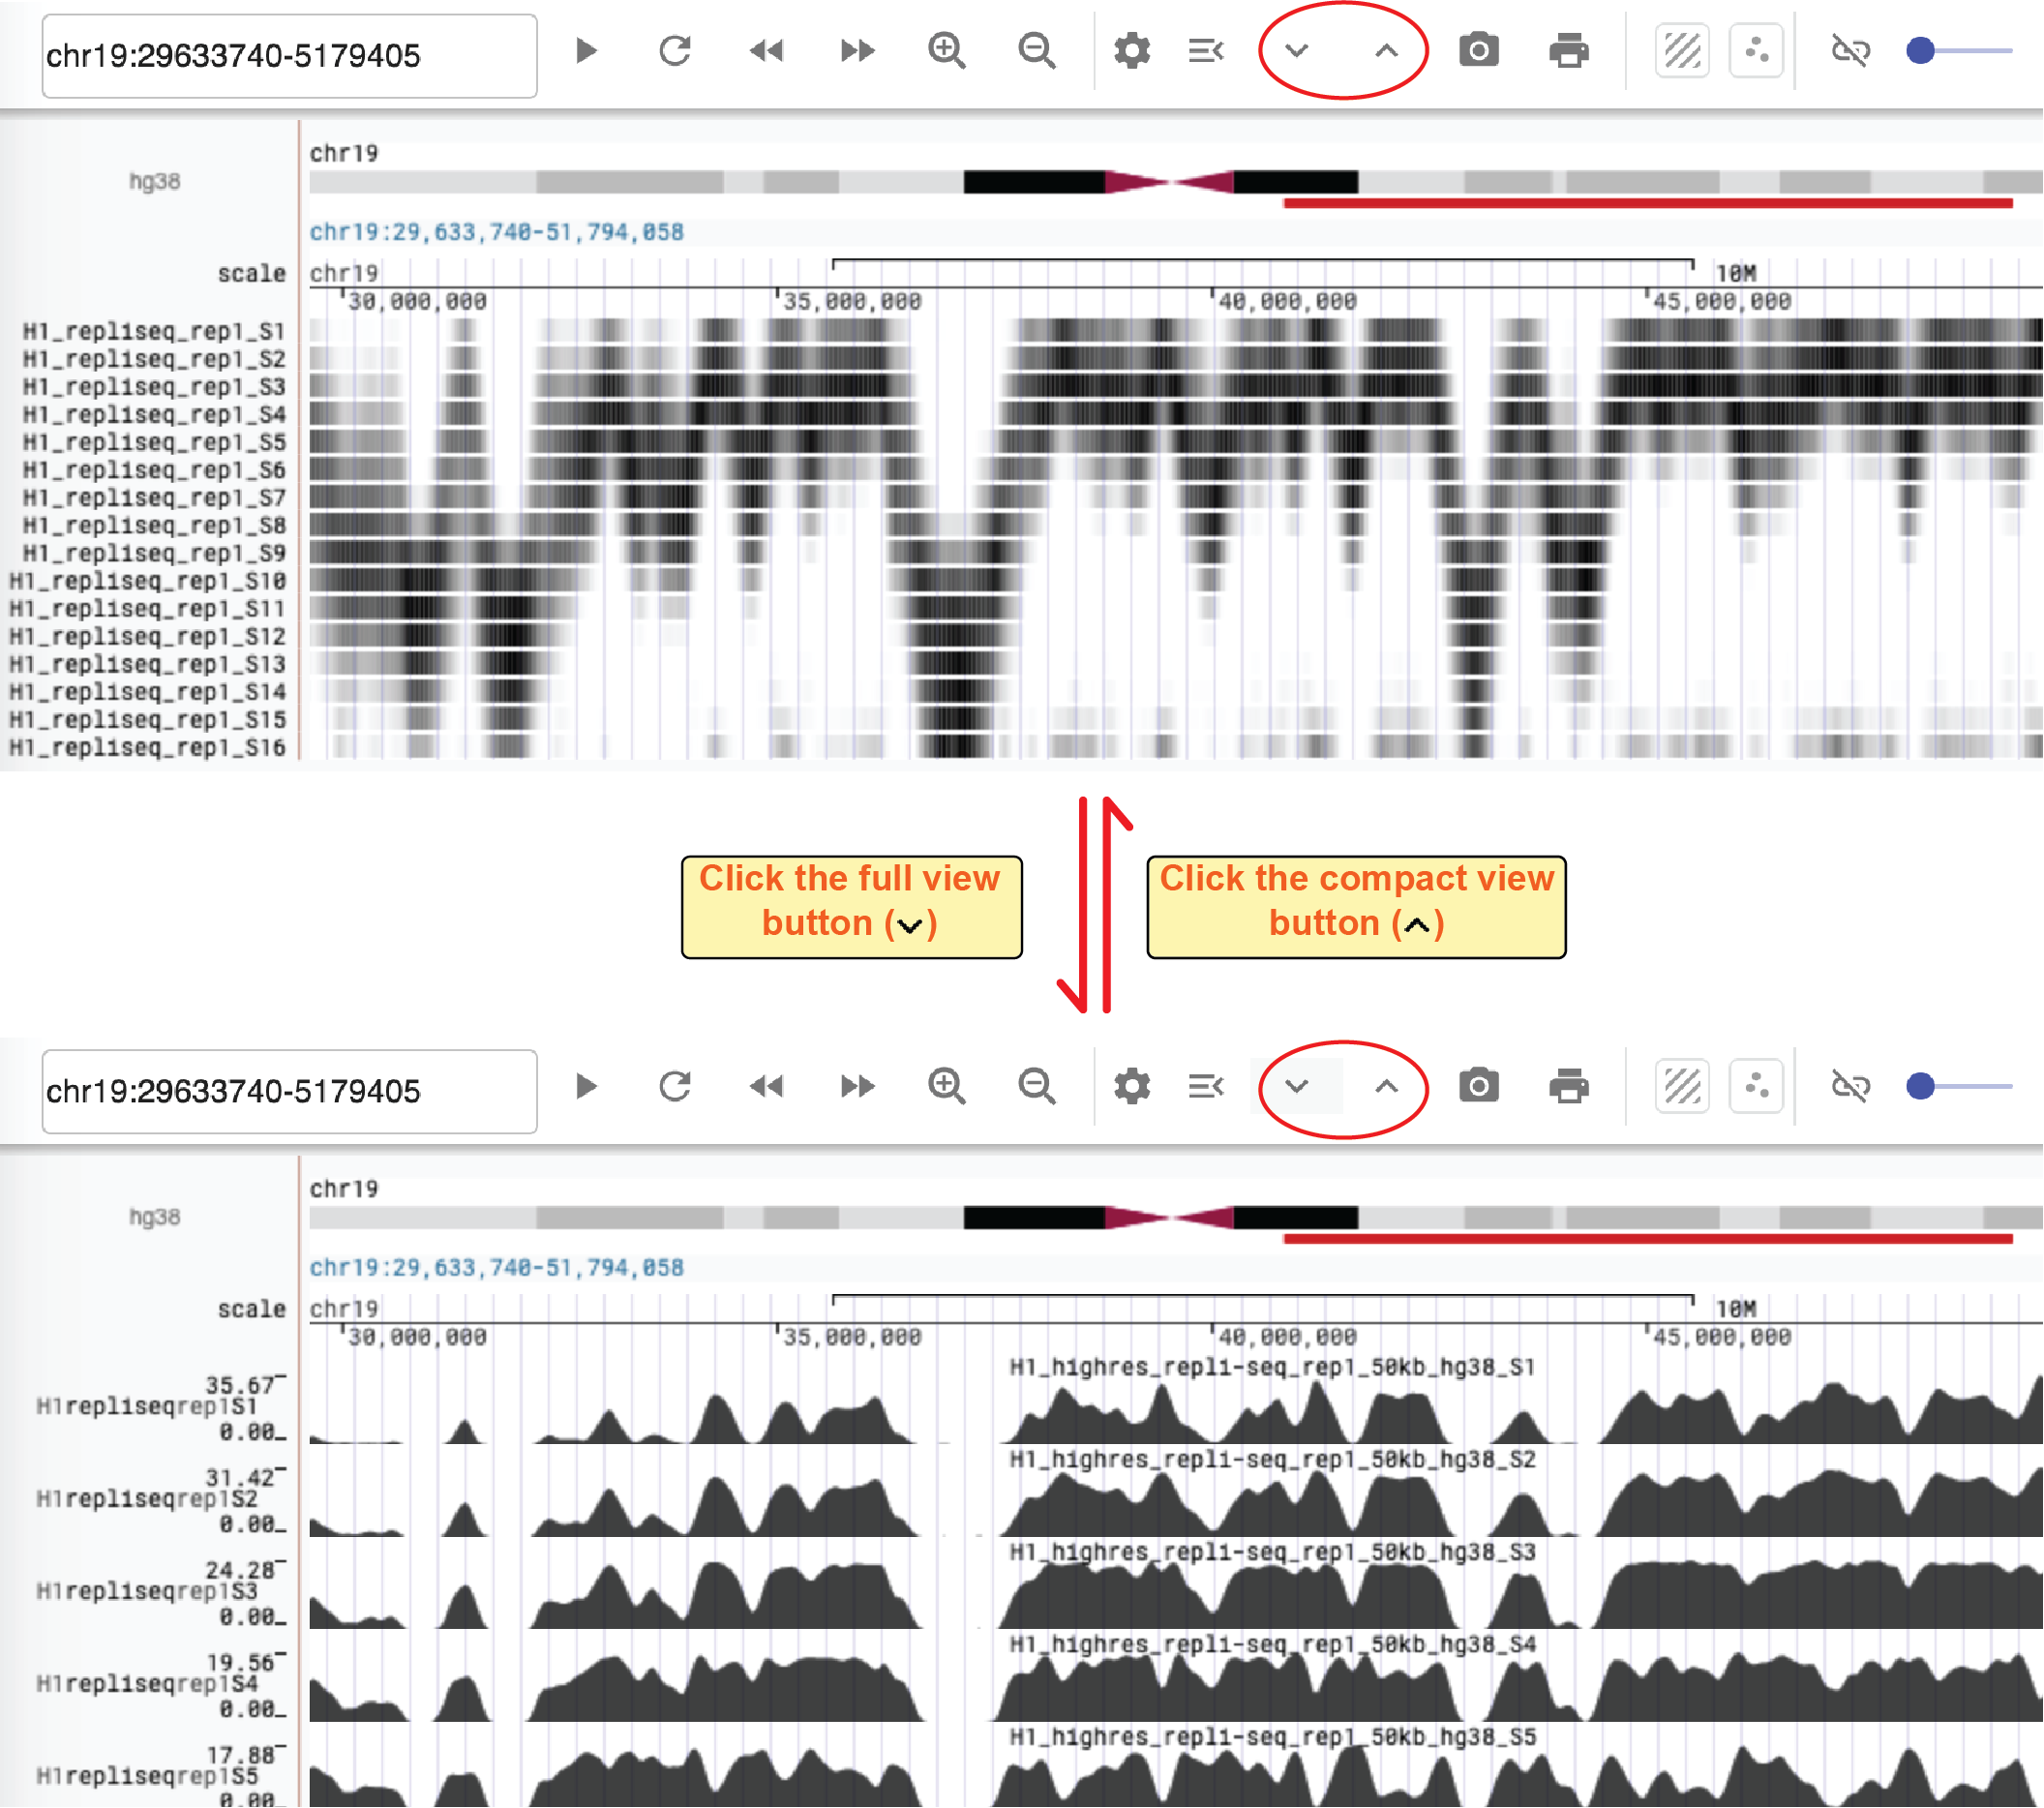 chr19:29633740-5179405
chr19
hg38
chr19:29,633,740-51,794,058
scale chr19 10M
30,000,000 35,000,000 40,000,000 45,000,000
H1_repliseq_rep1_S1
H1_repliseq_rep1_S2
H1_repliseq_rep1_S3
H1_repliseq_rep1_S4
H1_repliseq_rep1_S5
H1_repliseq_rep1_S6
H1_repliseq_rep1_S7
H1_repliseq_rep1_S8
H1_repliseq_rep1_S9
H1_repliseq_rep1_S10
H1_repliseq_rep1_S11
H1_repliseq_rep1_S12
H1_repliseq_rep1_S13
H1_repliseq_rep1_S14
H1_repliseq_rep1_S15
H1_repliseq_rep1_S16
Click the full view
button (⌄)
Click the compact view
button (^)
chr19:29633740-5179405
chr19
hg38
chr19:29,633,740-51,794,058
scale chr19 10M
30,000,000 35,000,000 40,000,000 45,000,000
H1_highres_repli-seq_rep1_50kb_hg38_S1
35.67
H1repliseqrep1S1
0.00
H1_highres_repli-seq_rep1_50kb_hg38_S2
31.42
H1repliseqrep1S2
0.00
H1_highres_repli-seq_rep1_50kb_hg38_S3
24.28
H1repliseqrep1S3
0.00
H1_highres_repli-seq_rep1_50kb_hg38_S4
19.56
H1repliseqrep1S4
0.00
H1_highres_repli-seq_rep1_50kb_hg38_S5
17.88
H1repliseqrep1S5
0.00